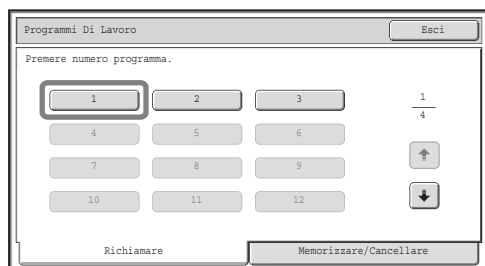 Programmi Di Lavoro Esci
Premere numero programma.
1 2 3 1
4
4 5 6
7 8 9
10 11 12
Richiamare Memorizzare/Cancellare